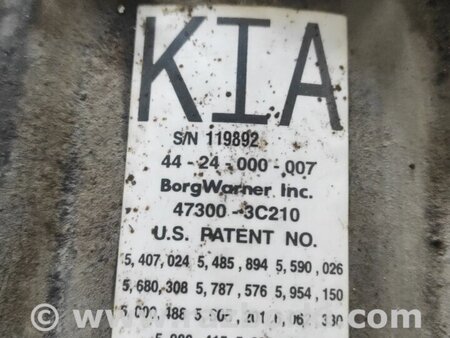 KIA
S/N 119892
44 - 24 - 000 - 007
BorgWarner Inc.
47300 - 3C210
U.S. PATENT NO.
5,407,024 5,485,894 5,590,026
5,680,308 5,787,576 5,954,150